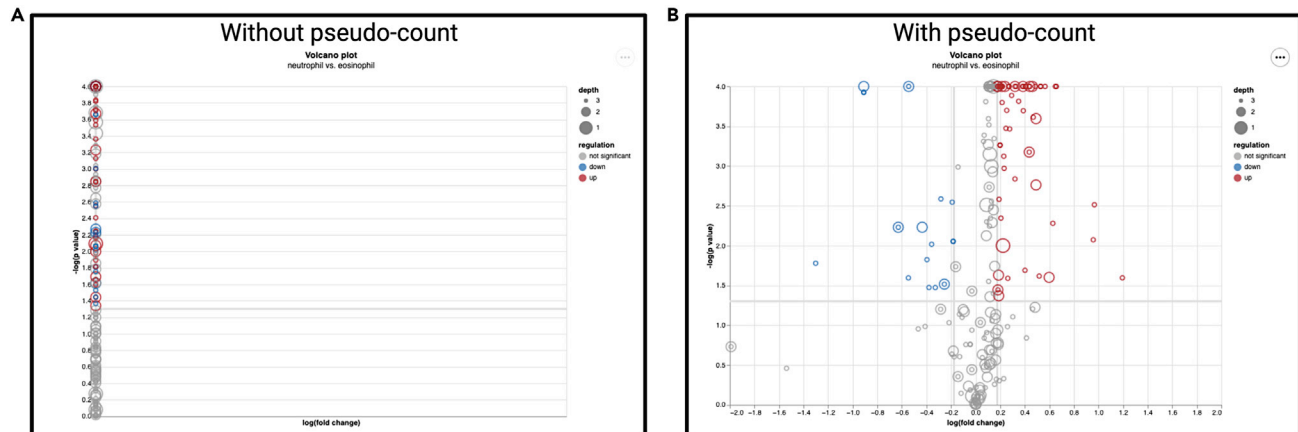 A
Without pseudo-count
Volcano plot
neutrophil vs. eosinophil
4.0
3.8
3.6
3.4
3.2
3.0
2.8
2.6
2.4
2.2
2.0
1.8
1.6
1.4
1.2
1.0
0.8
0.6
0.4
0.2
0.0
-log(p value)
log(fold change)
depth
3
2
1
regulation
not significant
down
up
B
With pseudo-count
Volcano plot
neutrophil vs. eosinophil
4.0
3.5
3.0
2.5
2.0
1.5
1.0
0.5
0.0
-log(p value)
−2.0 −1.8 −1.6 −1.4 −1.2 −1.0 −0.8 −0.6 −0.4 −0.2 0.0 0.2 0.4 0.6 0.8 1.0 1.2 1.4 1.6 1.8 2.0
log(fold change)
depth
3
2
1
regulation
not significant
down
up